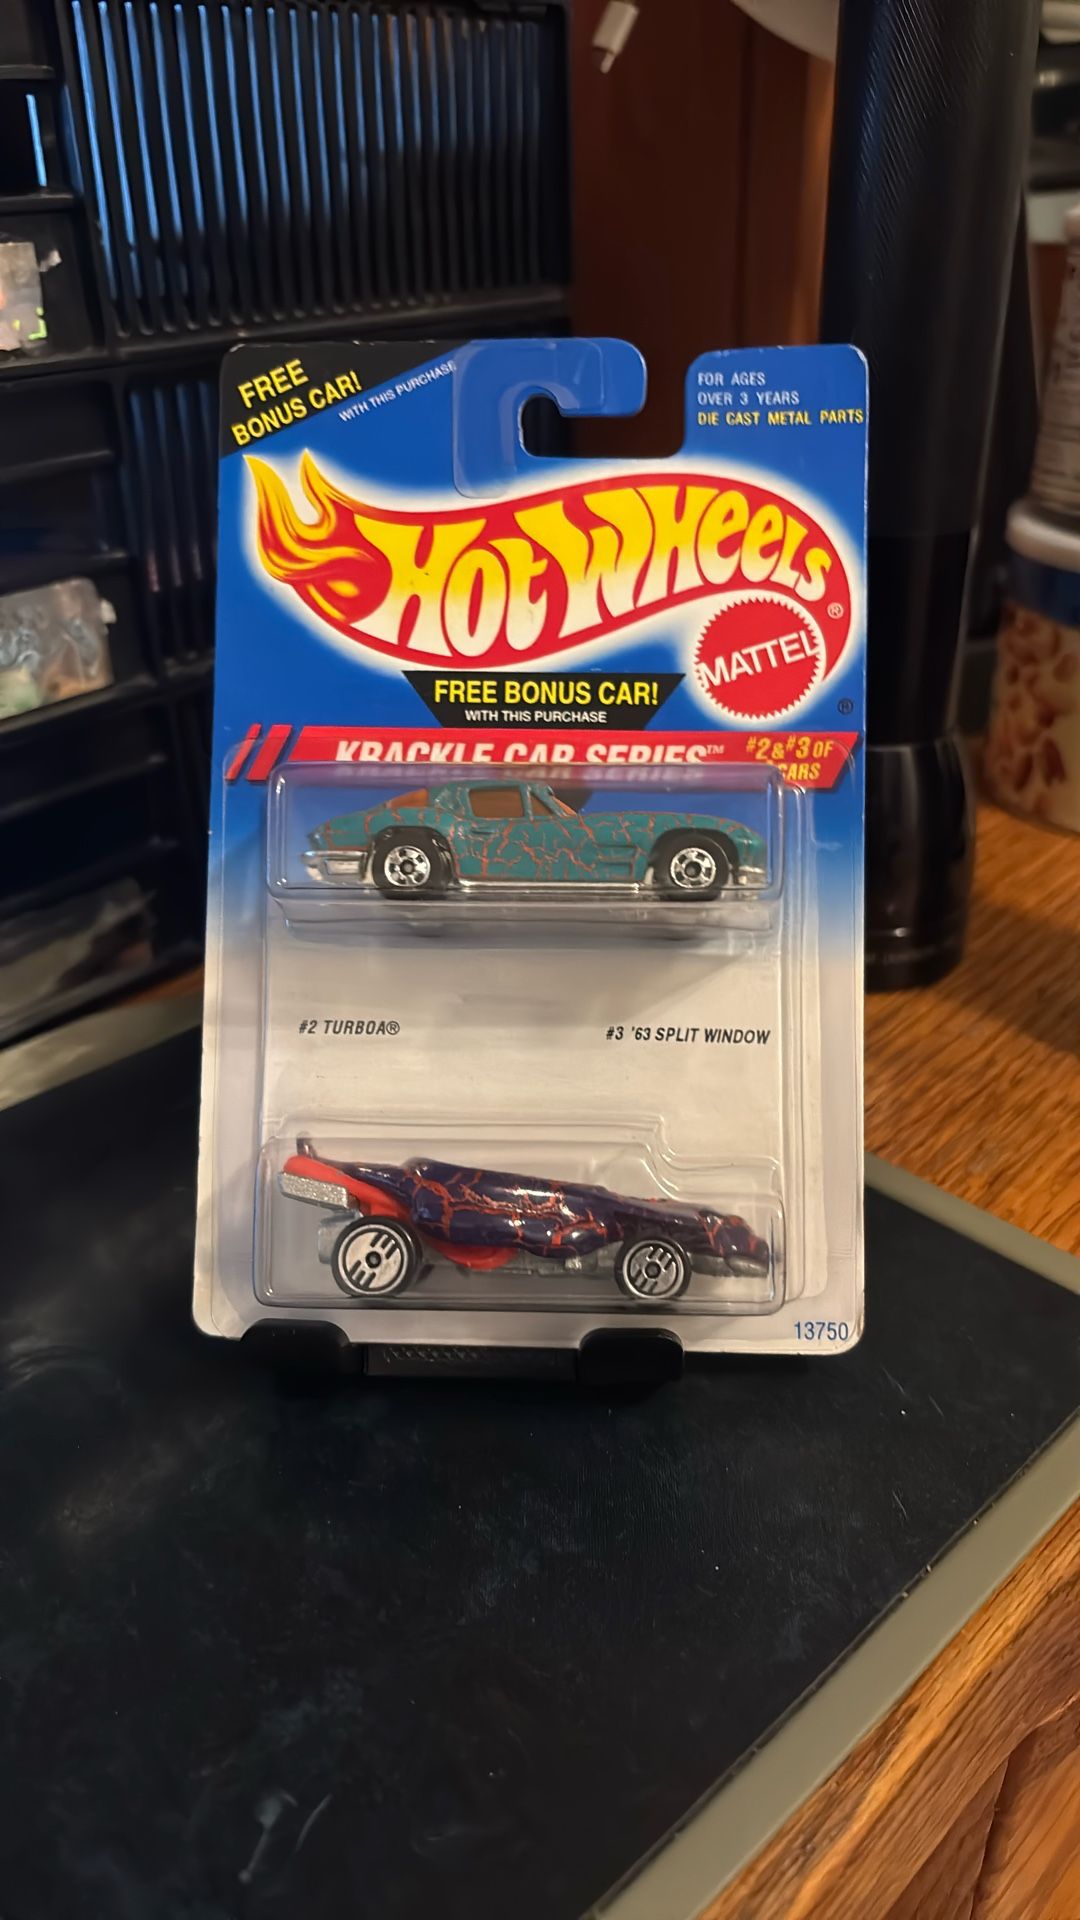 FREE
BONUS CAR!
WITH THIS PURCHASE
FOR AGES
OVER 3 YEARS
DIE CAST METAL PARTS
HOT WHEELS®
MATTEL
®
FREE BONUS CAR!
WITH THIS PURCHASE
KRACKLE CAR SERIES™
#2&#3 OF
CARS
#2 TURBOA®
#3 '63 SPLIT WINDOW
13750